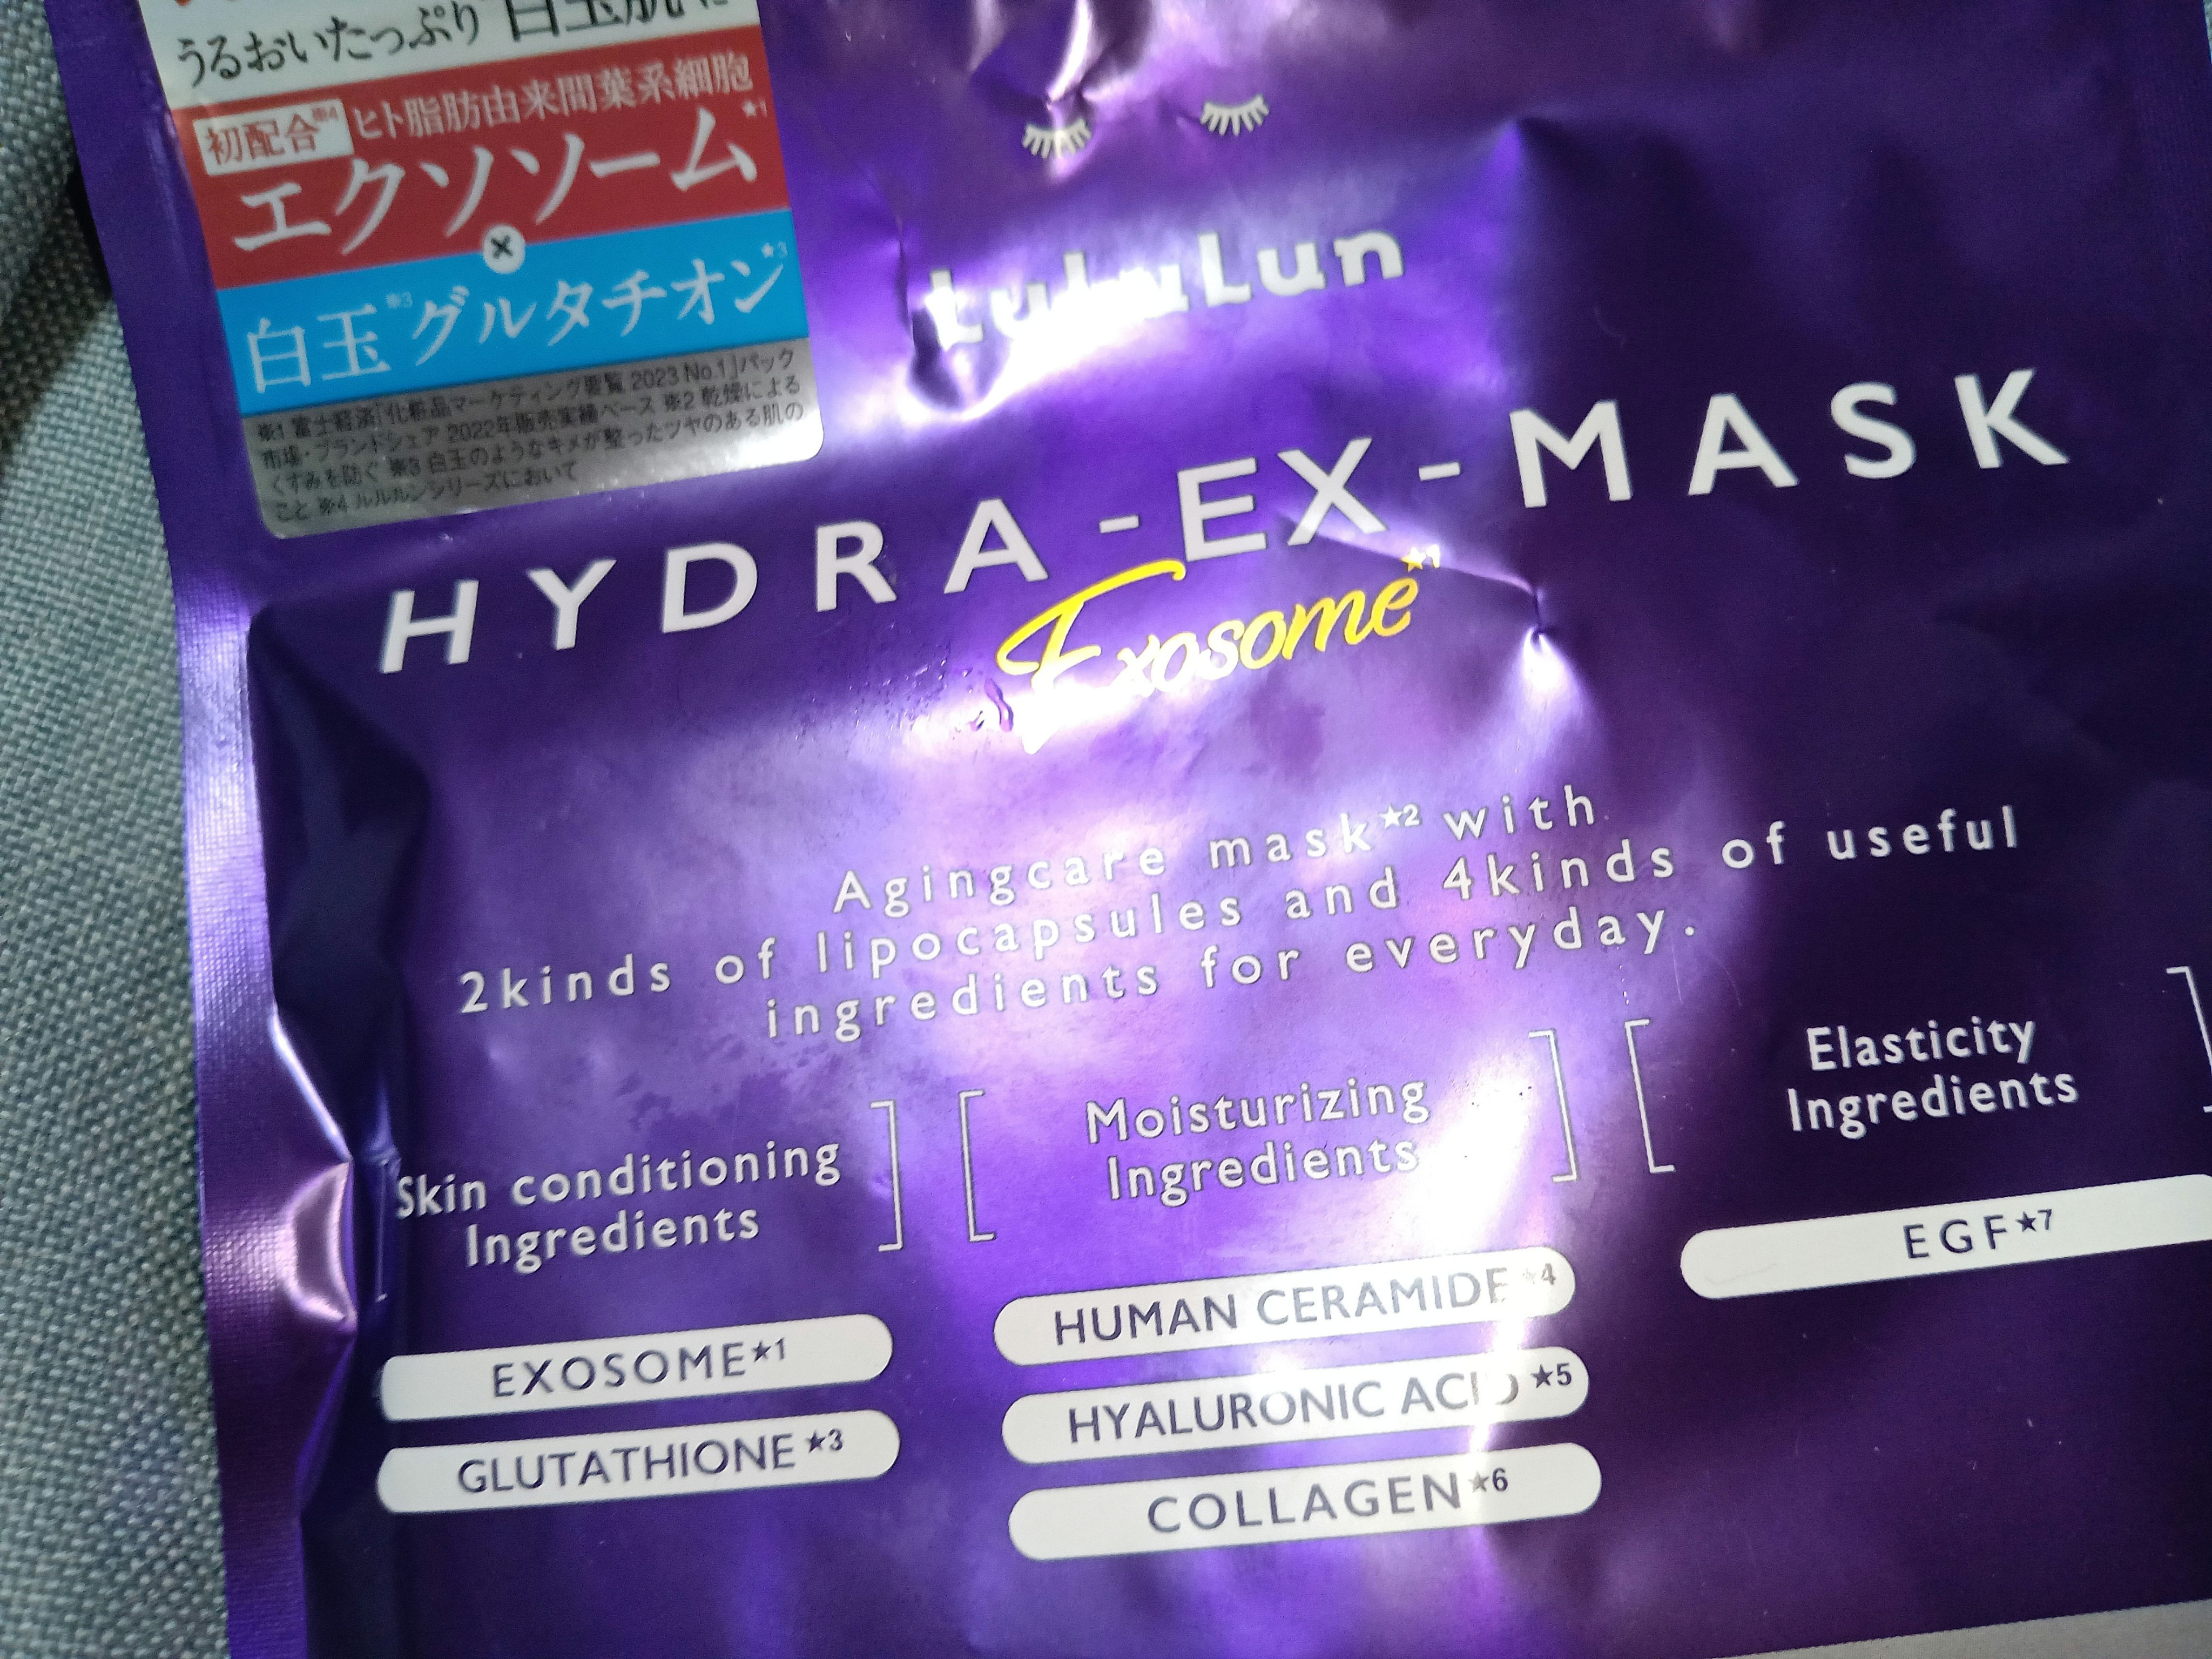 うるおいたっぷり 白玉肌に
初配合※4 ヒト脂肪由来間葉系細胞
エクソソーム★1
×
白玉※3グルタチオン★3
※1 富士経済「化粧品マーケティング要覧 2023 No.1」パック
市場・ブランドシェア 2022年販売実績ベース ※2 乾燥による
くすみを防ぐ ※3 白玉のようなキメが整ったツヤのある肌の
こと ※4 ルルルンシリーズにおいて
LuLuLun
HYDRA-EX-MASK
Exosome★1
Agingcare mask★2 with
2kinds of lipocapsules and 4kinds of useful
ingredients for everyday.
Skin conditioning
Ingredients
EXOSOME★1
GLUTATHIONE★3
Moisturizing
Ingredients
HUMAN CERAMIDE★4
HYALURONIC ACID★5
COLLAGEN★6
Elasticity
Ingredients
EGF★7